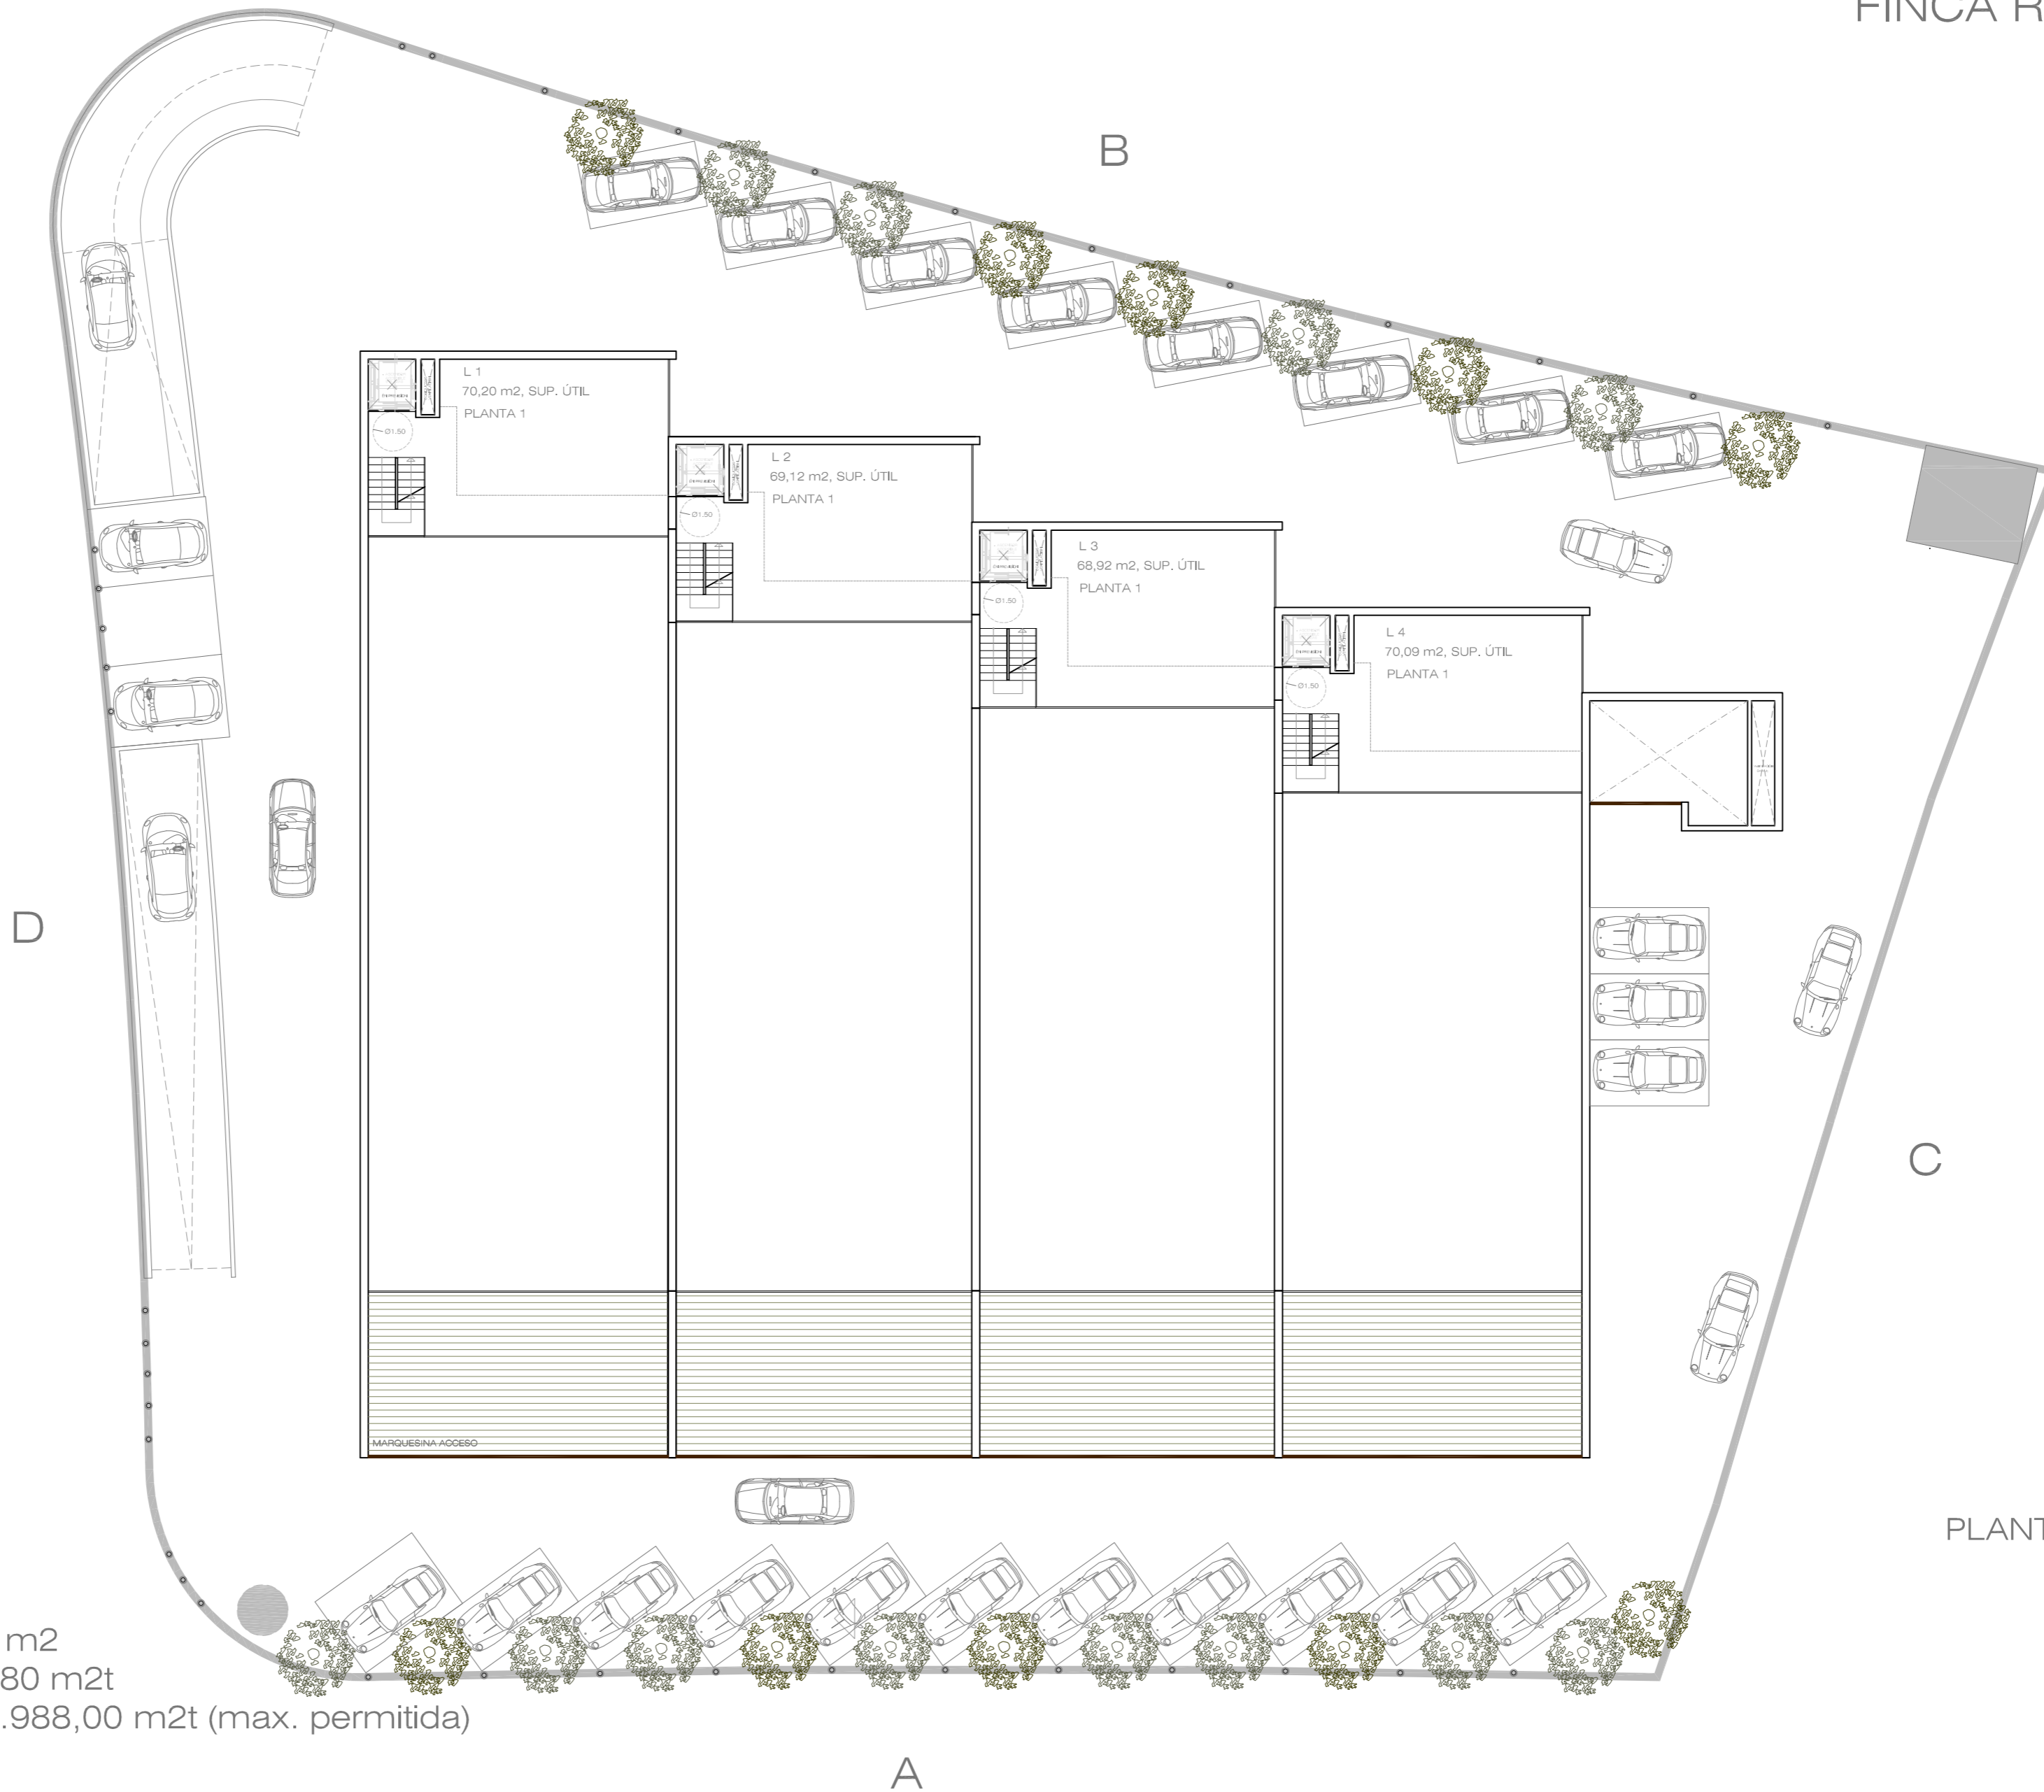 FINCA R
B
L 1
70,20 m2, SUP. ÚTIL
PLANTA 1
Ø1.50
L 2
69,12 m2, SUP. ÚTIL
PLANTA 1
Ø1.50
L 3
68,92 m2, SUP. ÚTIL
PLANTA 1
Ø1.50
L 4
70,09 m2, SUP. ÚTIL
PLANTA 1
Ø1.50
D
C
MARQUESINA ACCESO
PLANT
m2
80 m2t
.988,00 m2t (max. permitida)
A